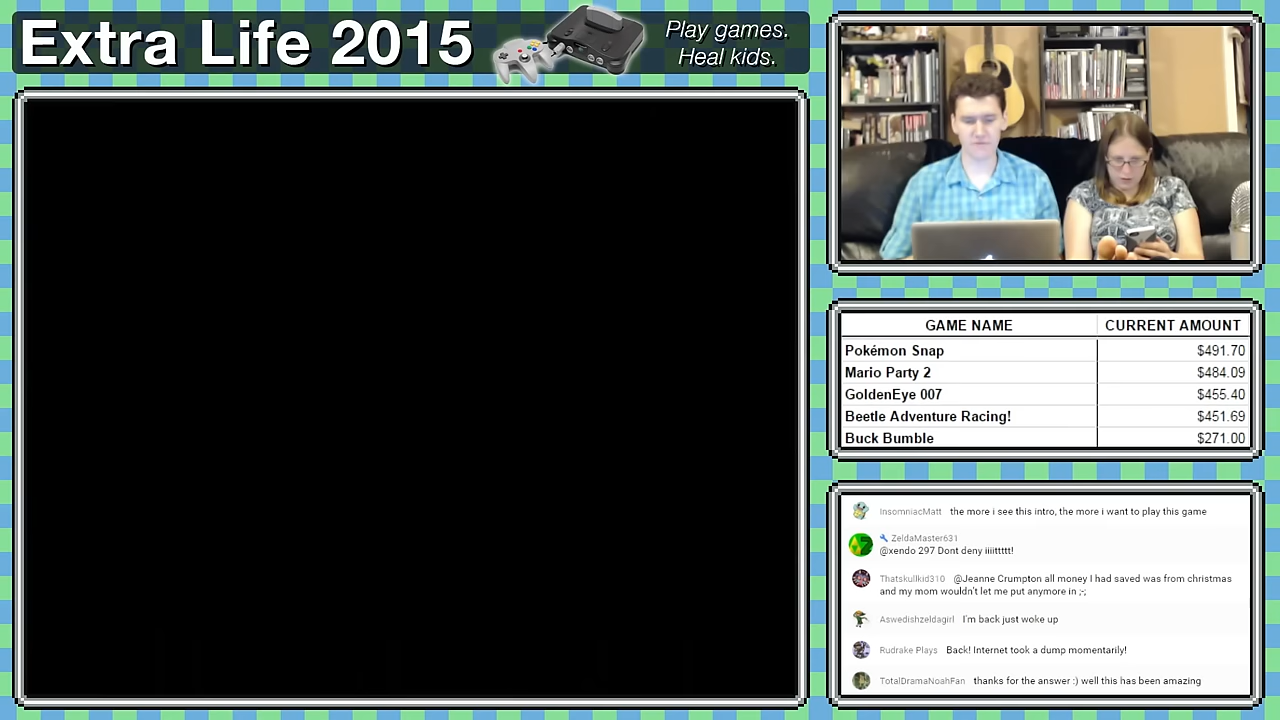 Extra Life 2015
Play games.
Heal kids.
GAME NAME CURRENT AMOUNT
Pokémon Snap $491.70
Mario Party 2 $484.09
GoldenEye 007 $455.40
Beetle Adventure Racing! $451.69
Buck Bumble $271.00
InsomniacMatt the more i see this intro, the more i want to play this game
ZeldaMaster631
@xendo 297 Dont deny iiiittttt!
Thatskullkid310 @Jeanne Crumpton all money I had saved was from christmas
and my mom wouldn't let me put anymore in ;-;
Aswedishzeldagirl I'm back just woke up
Rudrake Plays Back! Internet took a dump momentarily!
TotalDramaNoahFan thanks for the answer :) well this has been amazing